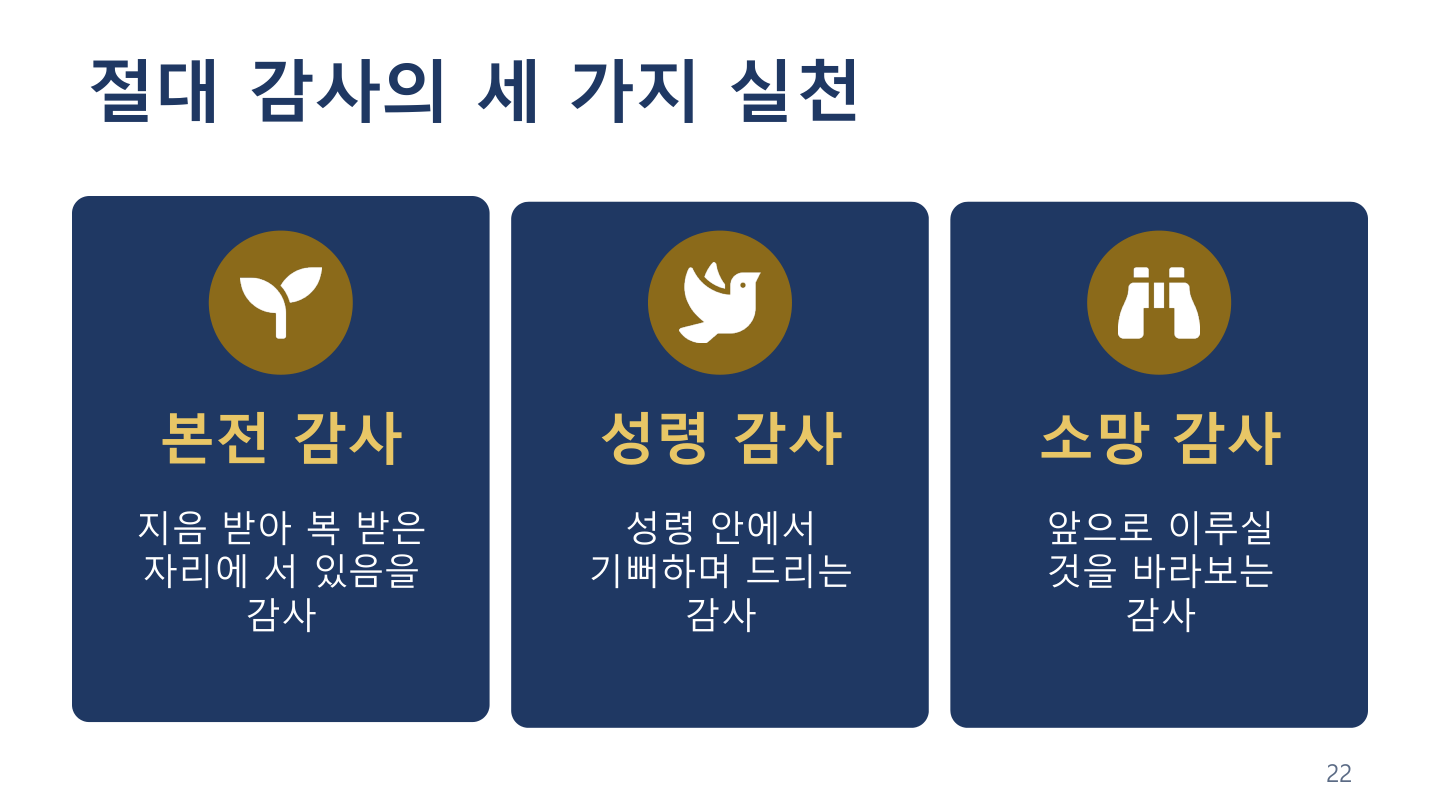 절대 감사의 세 가지 실천
본전 감사
지음 받아 복 받은
자리에 서 있음을
감사
성령 감사
성령 안에서
기뻐하며 드리는
감사
소망 감사
앞으로 이루실
것을 바라보는
감사
22